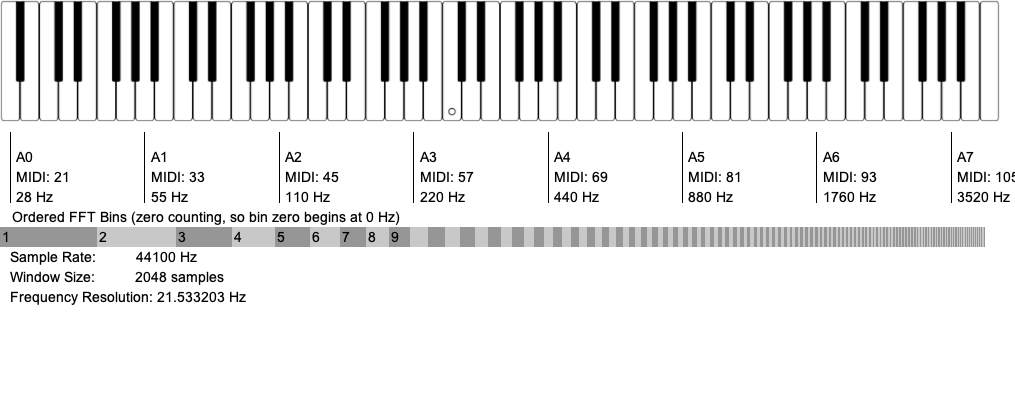 A0 A1 A2 A3 A4 A5 A6 A7
MIDI: 21 MIDI: 33 MIDI: 45 MIDI: 57 MIDI: 69 MIDI: 81 MIDI: 93 MIDI: 105
28 Hz 55 Hz 110 Hz 220 Hz 440 Hz 880 Hz 1760 Hz 3520 Hz
Ordered FFT Bins (zero counting, so bin zero begins at 0 Hz)
1 2 3 4 5 6 7 8 9
Sample Rate: 44100 Hz
Window Size: 2048 samples
Frequency Resolution: 21.533203 Hz